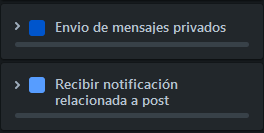 Envio de mensajes privados
Recibir notificación
relacionada a post